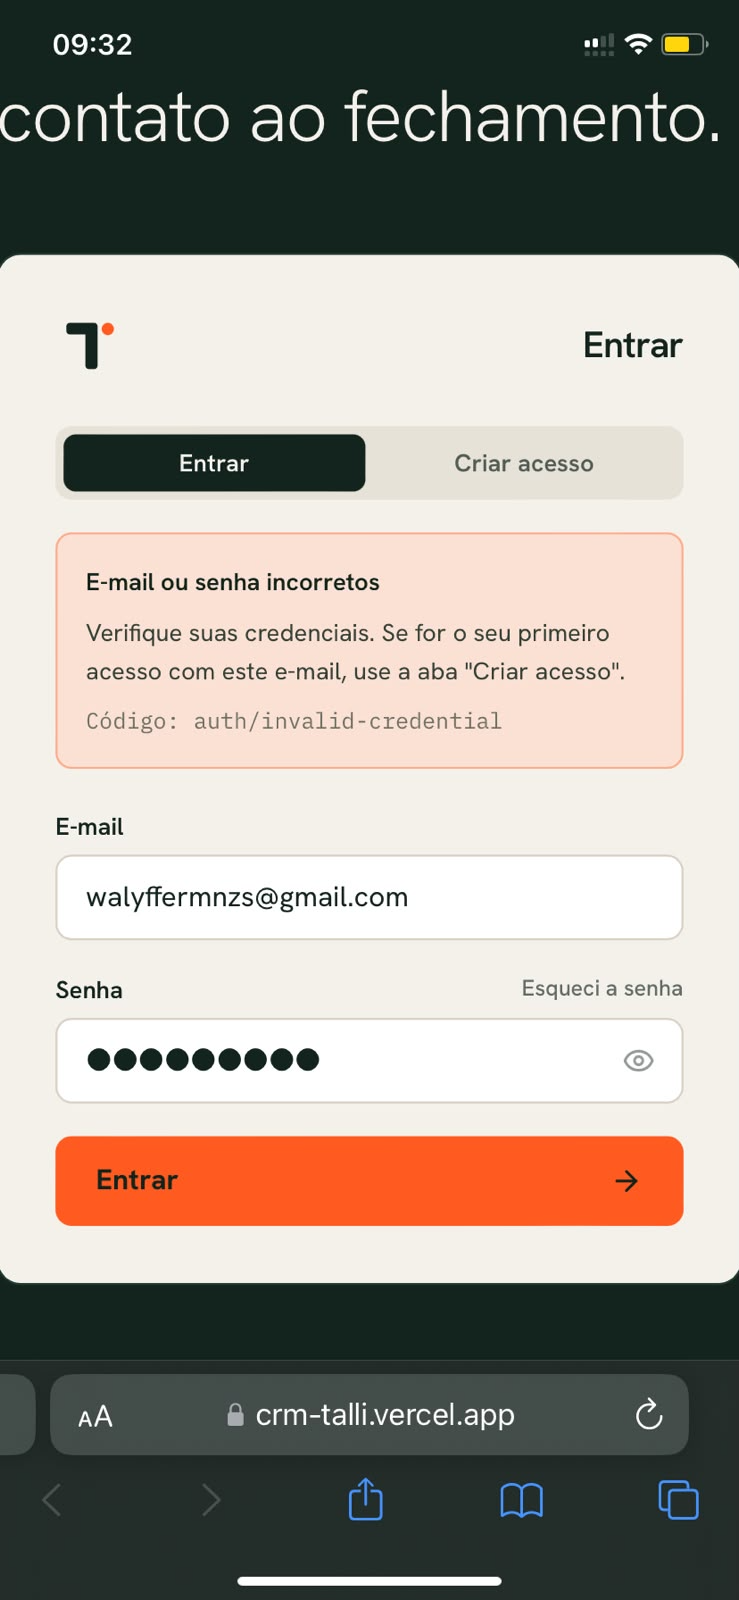 09:32
contato ao fechamento.
Entrar
Entrar
Criar acesso
E-mail ou senha incorretos
Verifique suas credenciais. Se for o seu primeiro
acesso com este e-mail, use a aba "Criar acesso".
Código: auth/invalid-credential
E-mail
walyffermnzs@gmail.com
Senha
Esqueci a senha
Entrar
AA
crm-talli.vercel.app